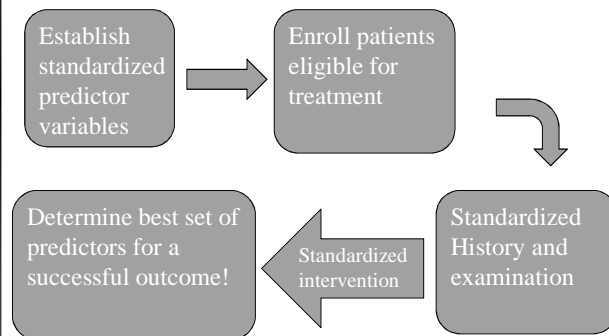 Establish
standardized
predictor
variables
Enroll patients
eligible for
treatment
Standardized
History and
examination
Standardized
intervention
Determine best set of
predictors for a
successful outcome!